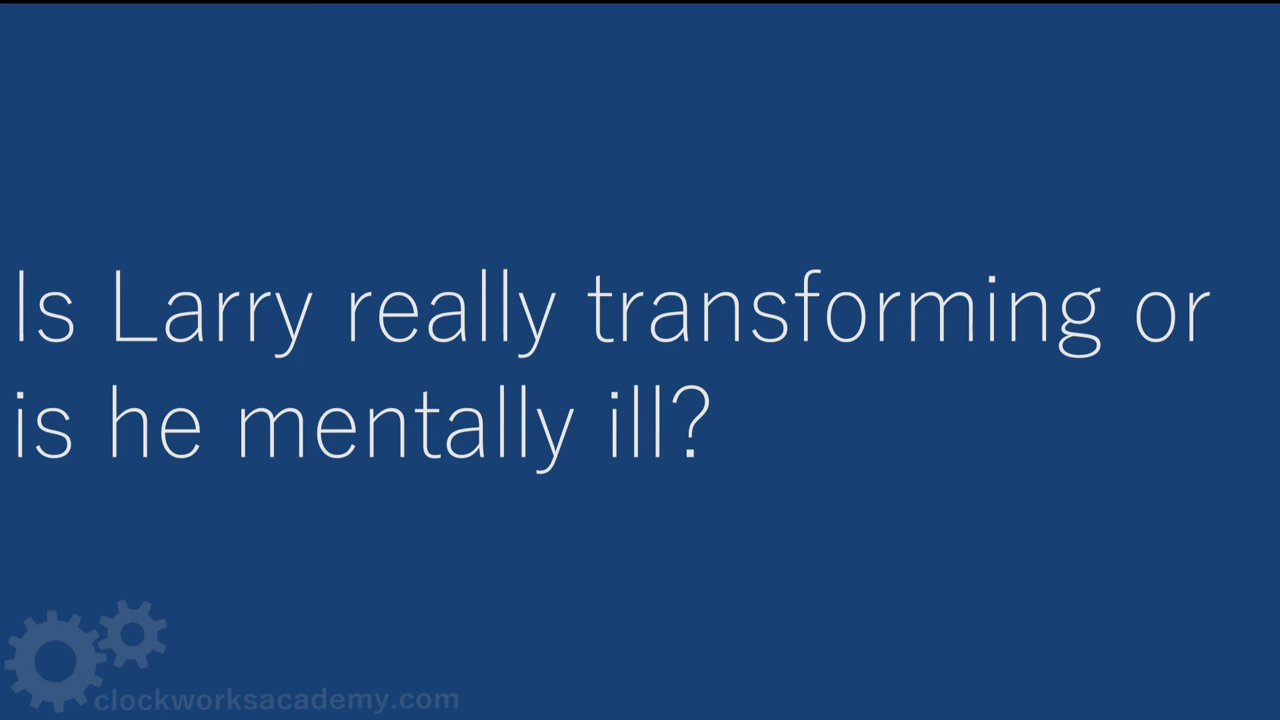 Is Larry really transforming or
is he mentally ill?
clockworksacademy.com